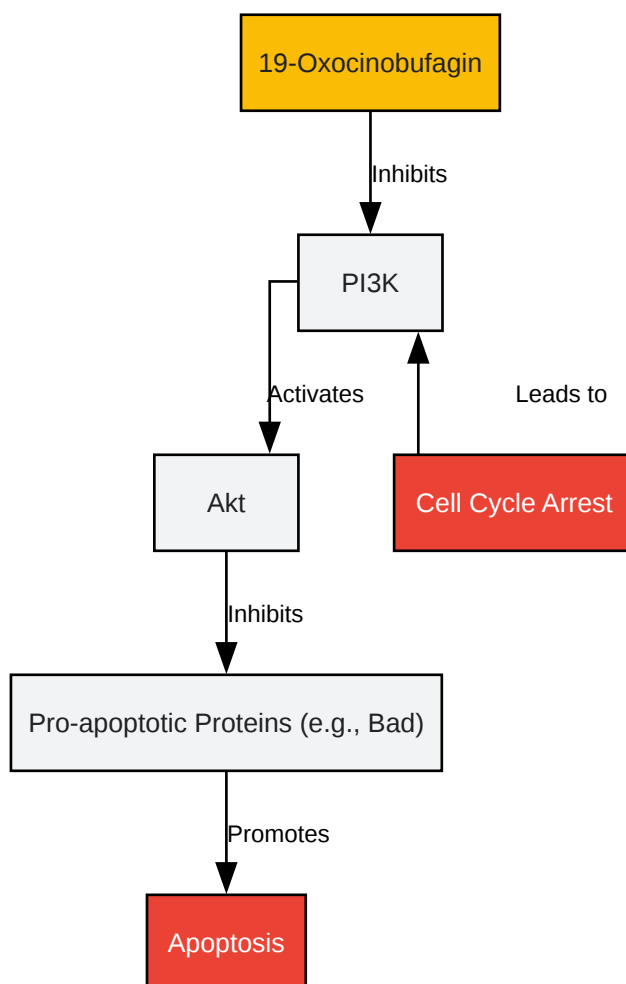 19-Oxocinobufagin
Inhibits
PI3K
Activates
Leads to
Akt
Cell Cycle Arrest
Inhibits
Pro-apoptotic Proteins (e.g., Bad)
Promotes
Apoptosis